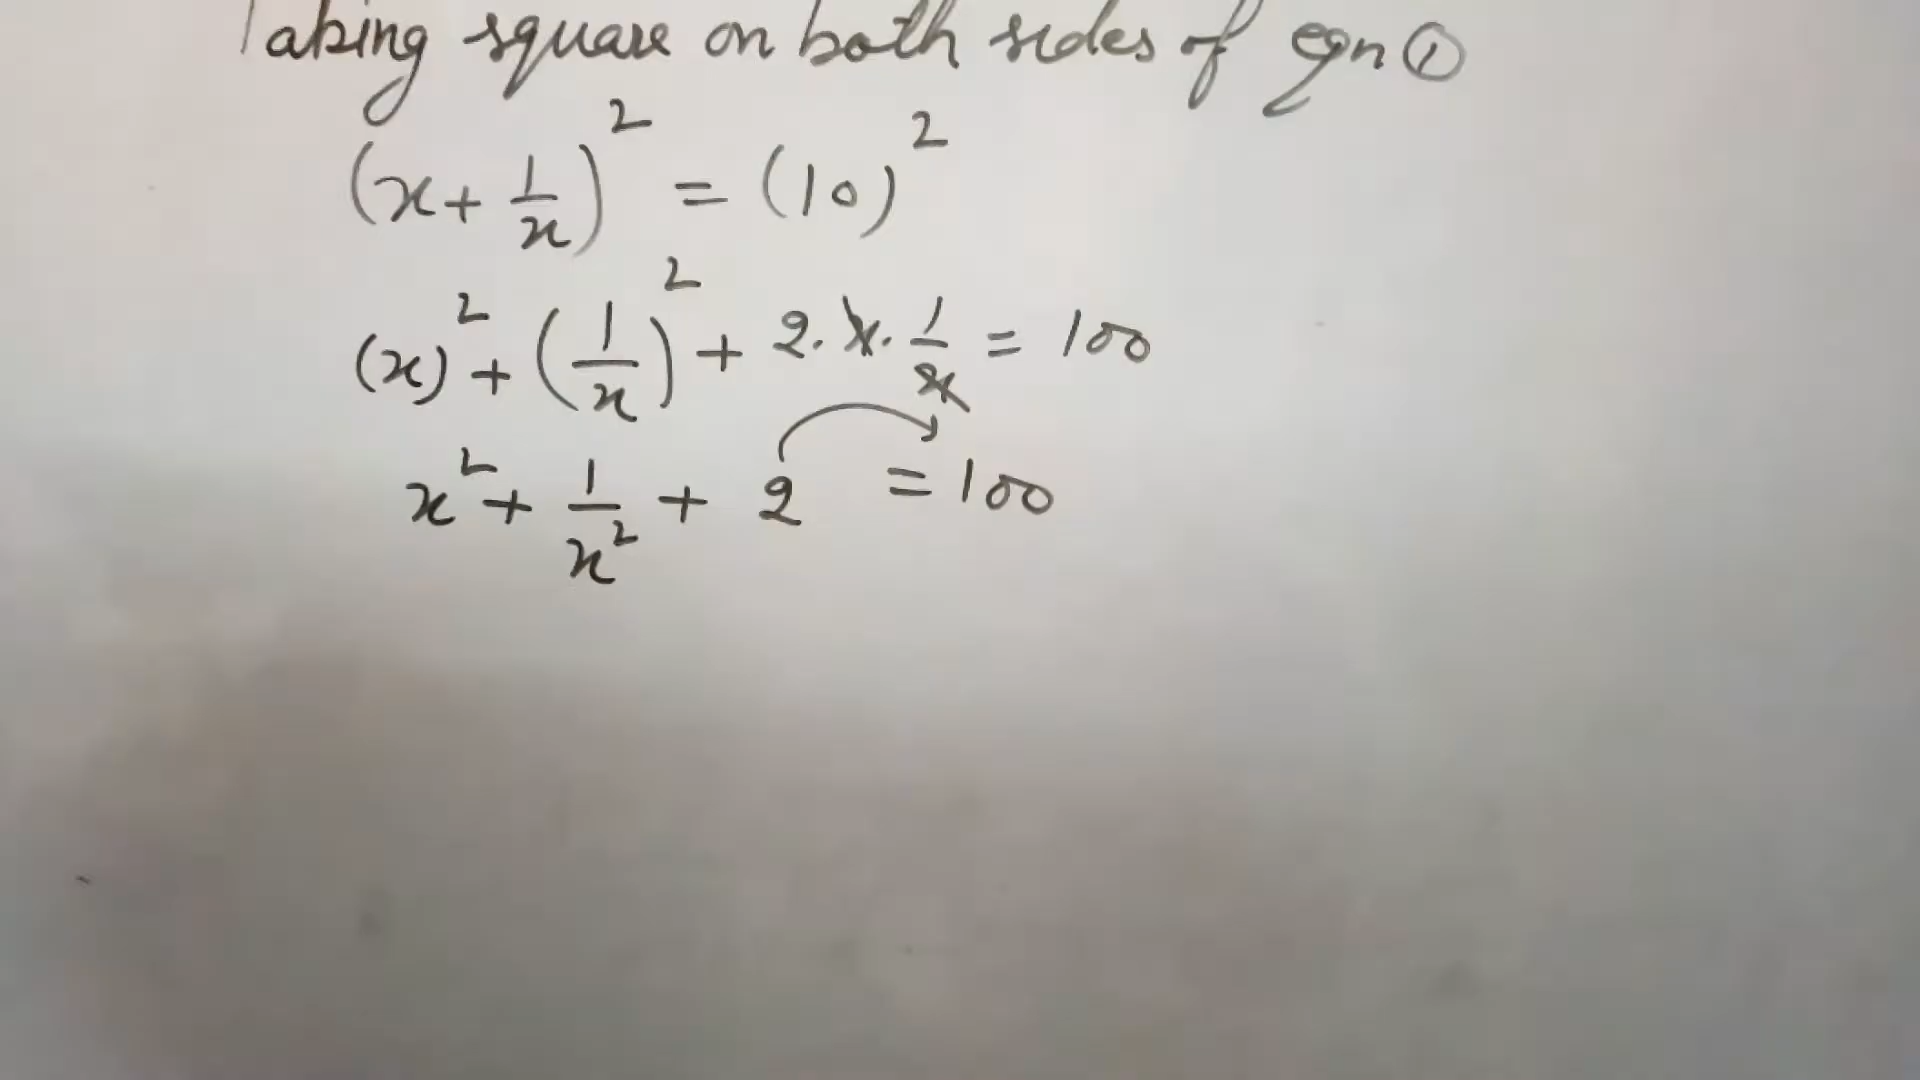 Taking square on both sides of eqn ①
(x + 1/x)² = (10)²
(x)² + (1/x)² + 2 . x . 1/x = 100
x² + 1/x² + 2 = 100